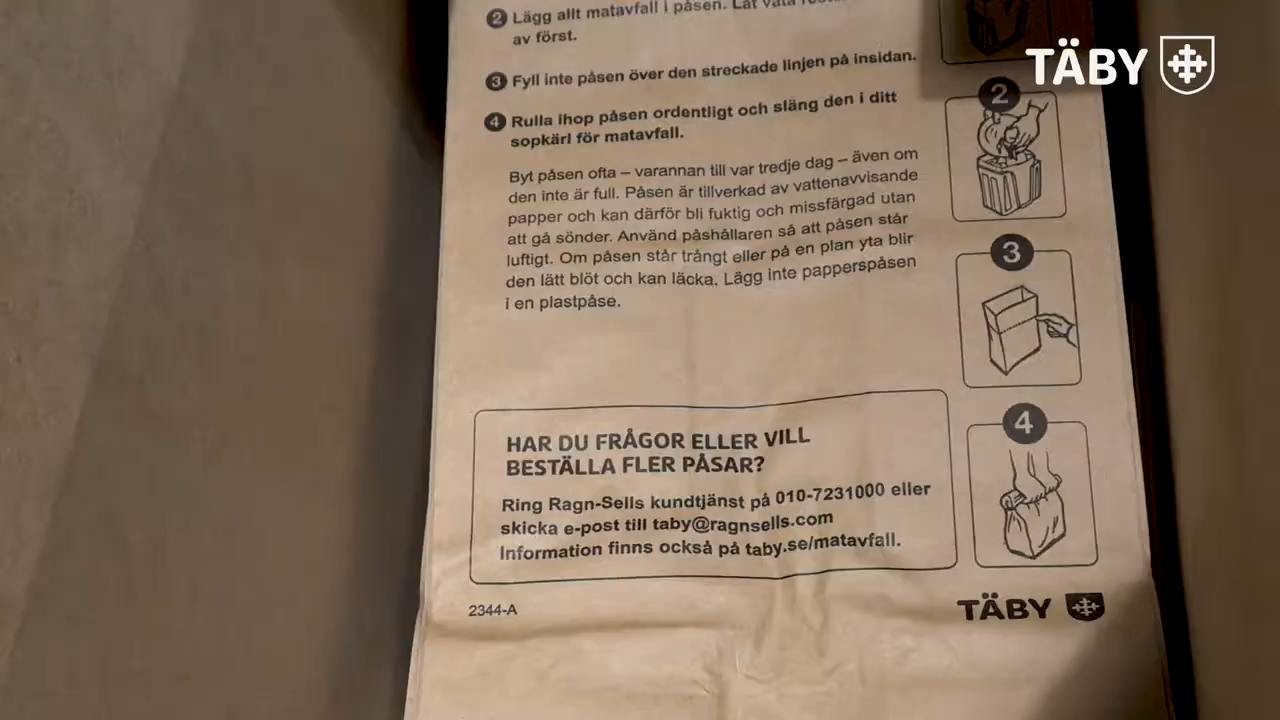 2 Lägg allt matavfall i påsen. Låt våta
av först.
3 Fyll inte påsen över den streckade linjen på insidan.
4 Rulla ihop påsen ordentligt och släng den i ditt
sopkärl för matavfall.
Byt påsen ofta – varannan till var tredje dag – även om
den inte är full. Påsen är tillverkad av vattenavvisande
papper och kan därför bli fuktig och missfärgad utan
att gå sönder. Använd påshållaren så att påsen står
luftigt. Om påsen står trångt eller på en plan yta blir
den lätt blöt och kan läcka. Lägg inte papperspåsen
i en plastpåse.
HAR DU FRÅGOR ELLER VILL
BESTÄLLA FLER PÅSAR?
Ring Ragn-Sells kundtjänst på 010-7231000 eller
skicka e-post till taby@ragnsells.com
Information finns också på taby.se/matavfall.
2344-A
TÄBY
2
3
4
TÄBY